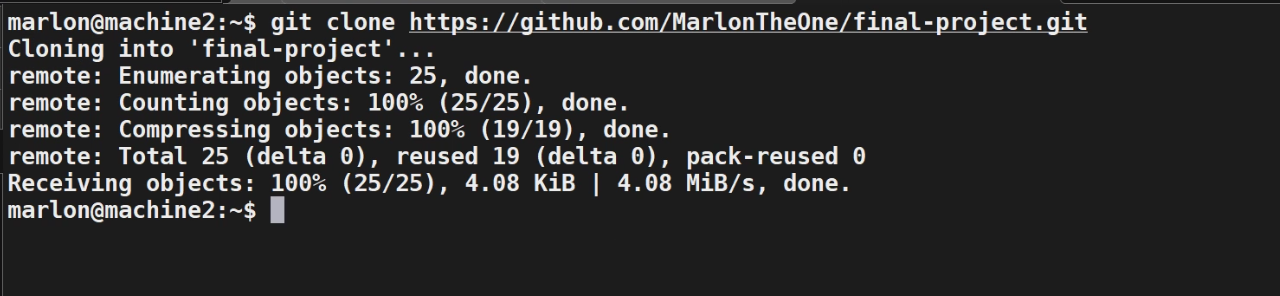 marlon@machine2:~$ git clone https://github.com/MarlonTheOne/final-project.git
Cloning into 'final-project'...
remote: Enumerating objects: 25, done.
remote: Counting objects: 100% (25/25), done.
remote: Compressing objects: 100% (19/19), done.
remote: Total 25 (delta 0), reused 19 (delta 0), pack-reused 0
Receiving objects: 100% (25/25), 4.08 KiB | 4.08 MiB/s, done.
marlon@machine2:~$